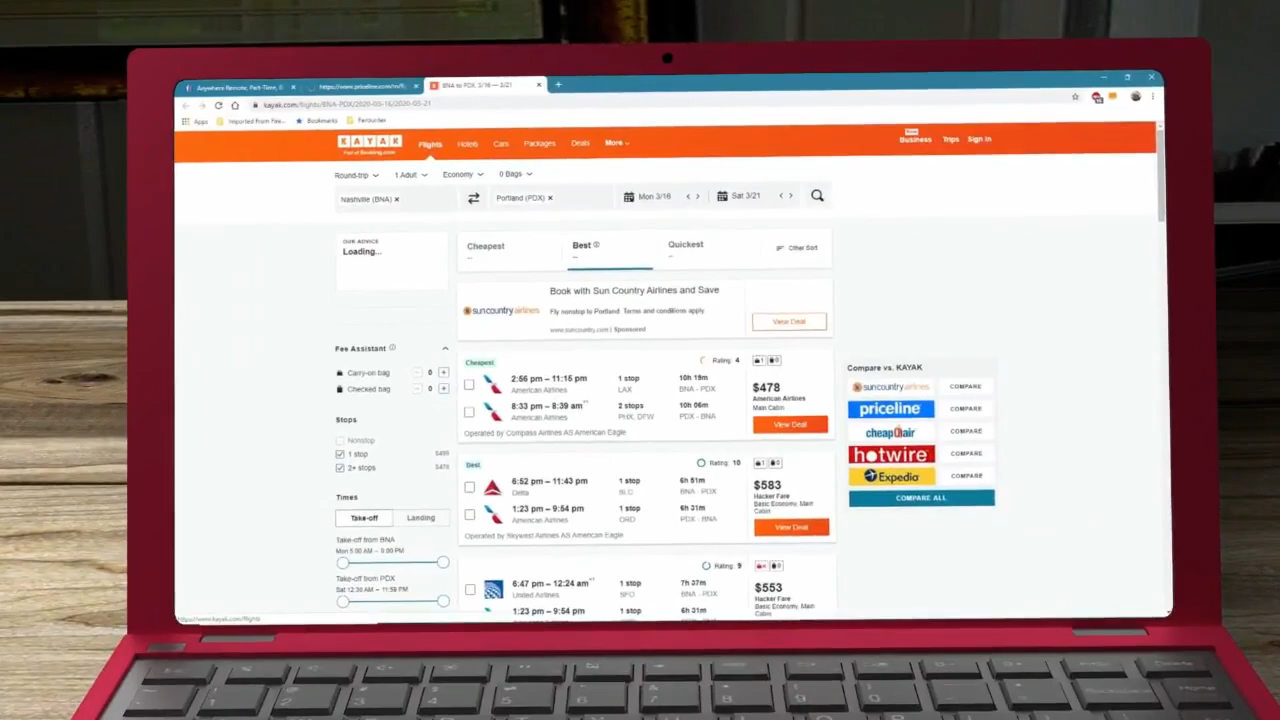 Anywhere Remote, Part-Time,
https://www.priceline.com/m/fl
BNA to PDX, 3/16 — 3/21
kayak.com/flights/BNA-PDX/2020-03-16/2020-03-21
Apps
Imported From Fire...
Bookmarks
KAYAK
Part of Booking.com
Flights
Hotels
Cars
Packages
Deals
More
New
Business
Trips
Sign in
Round-trip
1 Adult
Economy
0 Bags
Nashville (BNA) ×
Portland (PDX) ×
Mon 3/16
Sat 3/21
OUR ADVICE
Loading...
Cheapest
--
Best
--
Quickest
--
Other Sort
Book with Sun Country Airlines and Save
sun country airlines
Fly nonstop to Portland. Terms and conditions apply.
www.suncountry.com | Sponsored
View Deal
Fee Assistant
Carry-on bag - 0 +
Checked bag - 0 +
Stops
Nonstop
1 stop
2+ stops $478
Times
Take-off
Landing
Take-off from BNA
Mon 5:00 AM – 8:00 PM
Take-off from PDX
Sat 12:30 AM – 11:59 PM
Cheapest
Rating: 4
2:56 pm – 11:15 pm 1 stop 10h 19m
American Airlines LAX BNA - PDX
8:33 pm – 8:39 am+1 2 stops 10h 06m
American Airlines PHX, DFW PDX - BNA
Operated by Compass Airlines AS American Eagle
$478
American Airlines
Main Cabin
View Deal
Best
Rating: 10
6:52 pm – 11:43 pm 1 stop 6h 51m
Delta SLC BNA - PDX
1:23 pm – 9:54 pm 1 stop 6h 31m
American Airlines ORD PDX - BNA
Operated by Skywest Airlines AS American Eagle
$583
Hacker Fare
Basic Economy, Main
Cabin
View Deal
Rating: 9
6:47 pm – 12:24 am+1 1 stop 7h 37m
United Airlines SFO BNA - PDX
1:23 pm – 9:54 pm 1 stop 6h 31m
$553
Hacker Fare
Basic Economy, Main
Cabin
Compare vs. KAYAK
sun country airlines COMPARE
priceline COMPARE
cheapOair COMPARE
hotwire COMPARE
Expedia COMPARE
COMPARE ALL
https://www.kayak.com/flights